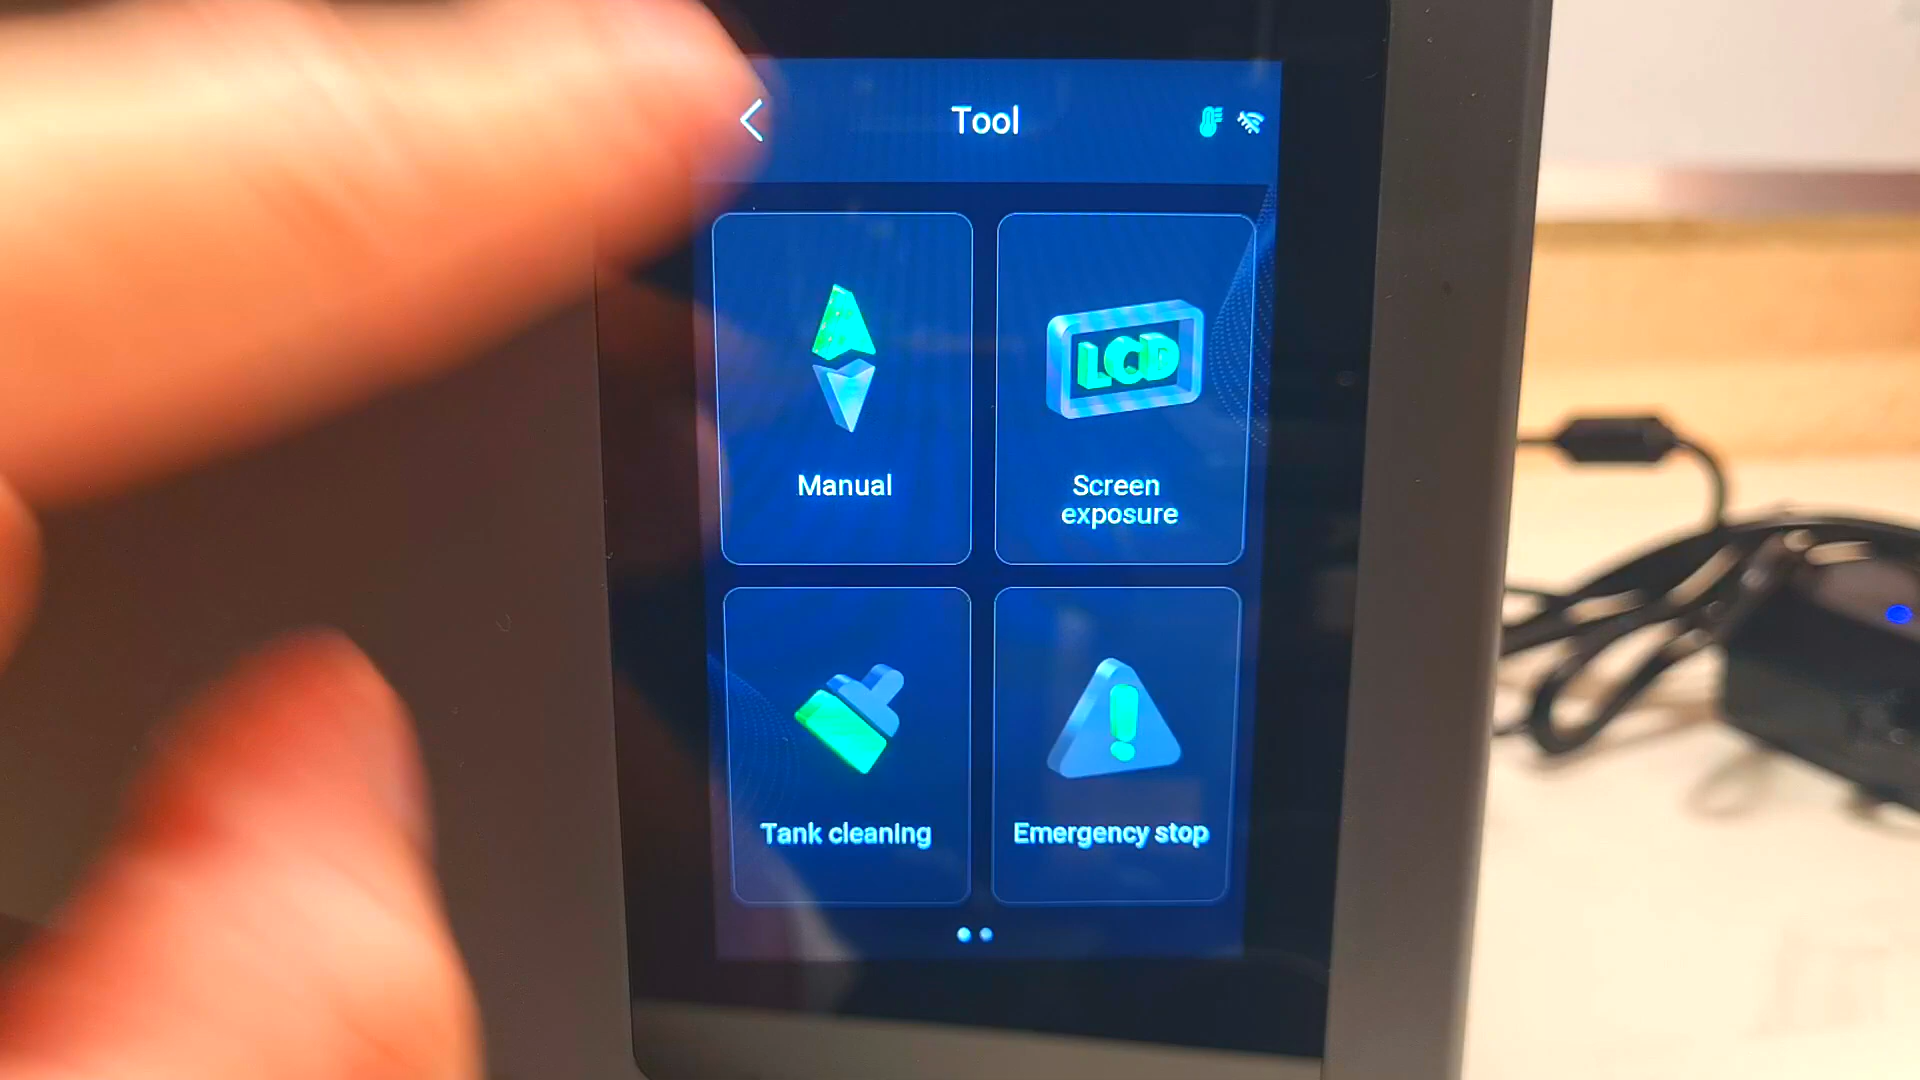 Tool
Manual
LCD
Screen
exposure
Tank cleaning
Emergency stop